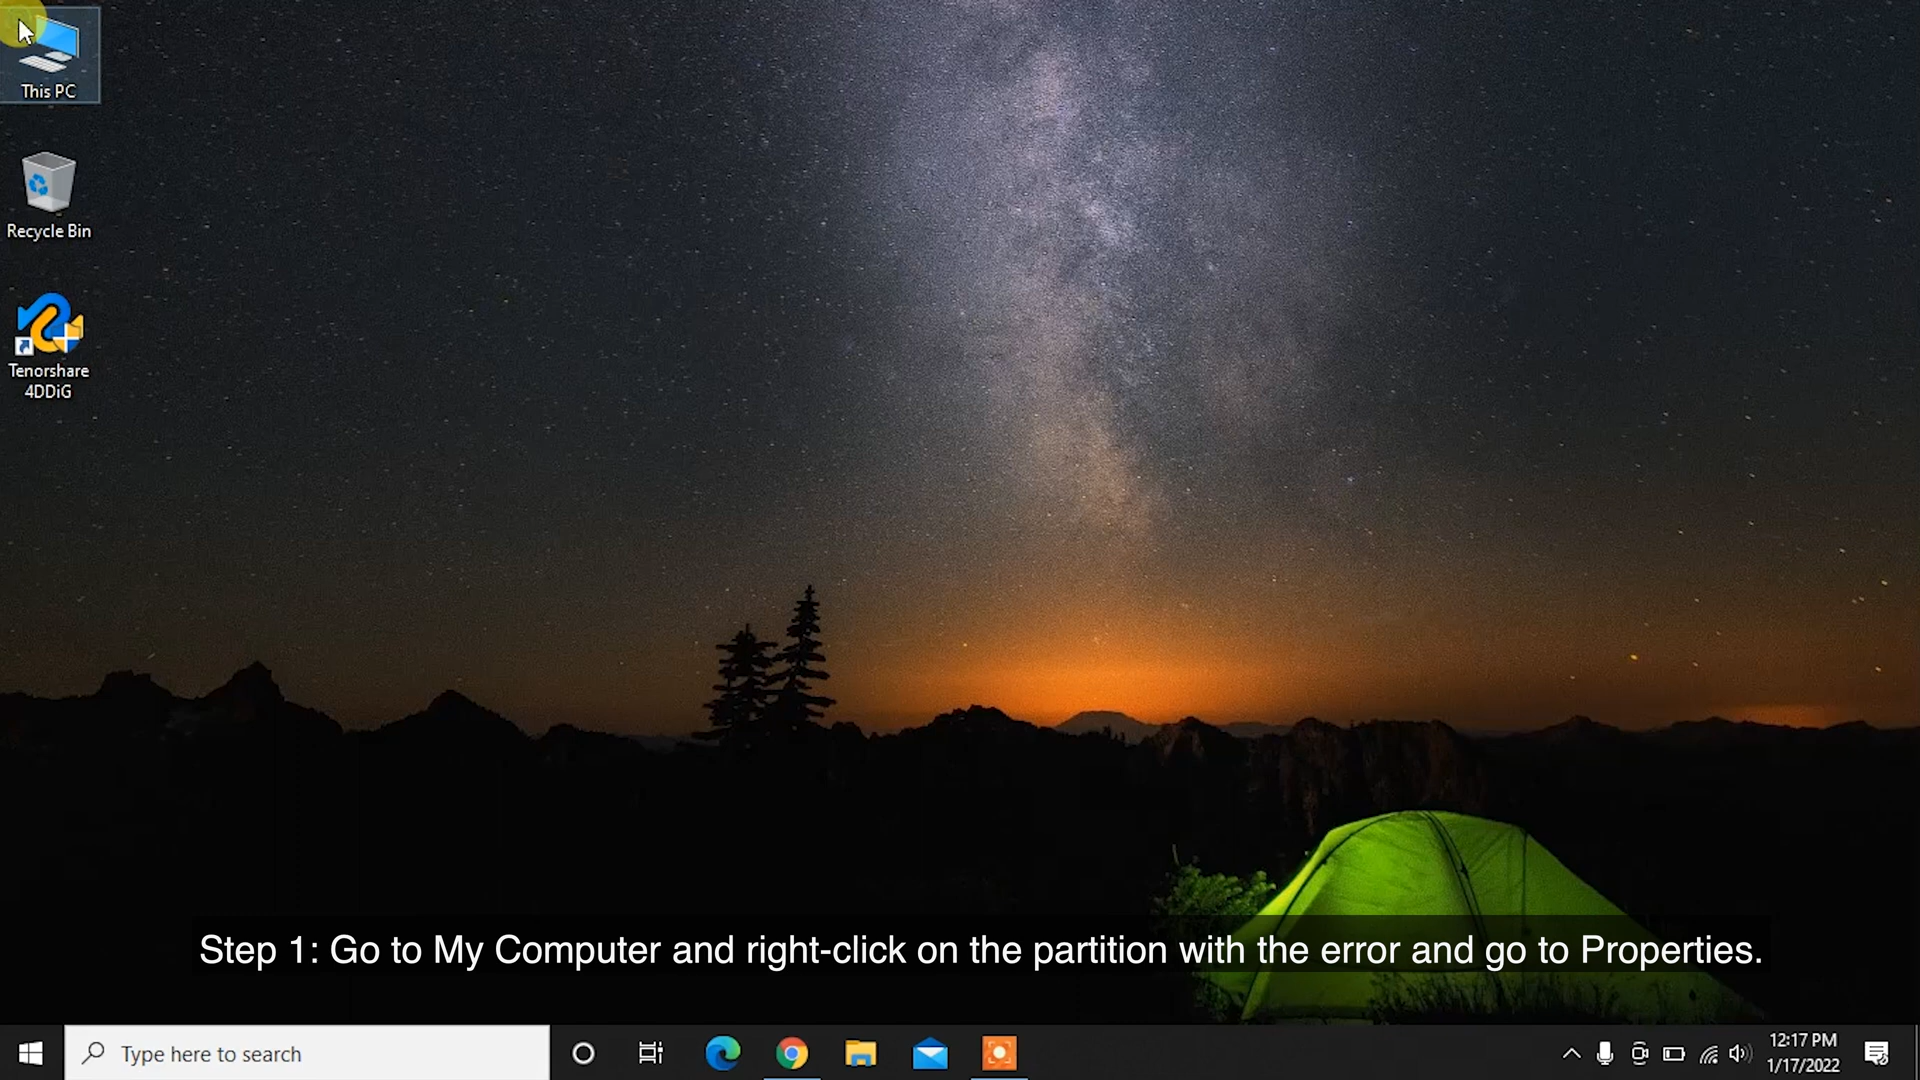 This PC
Recycle Bin
Tenorshare
4DDiG
Step 1: Go to My Computer and right-click on the partition with the error and go to Properties.
Type here to search
12:17 PM
1/17/2022